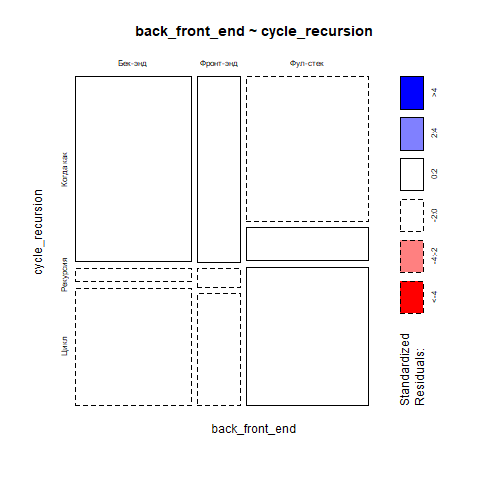 back_front_end ~ cycle_recursion
Бек-энд
Фронт-энд
Фул-стек
cycle_recursion
Когда как
Рекурсия
Цикл
back_front_end
>4
2:4
0:2
-2:0
-4:-2
<-4
Standardized
Residuals: